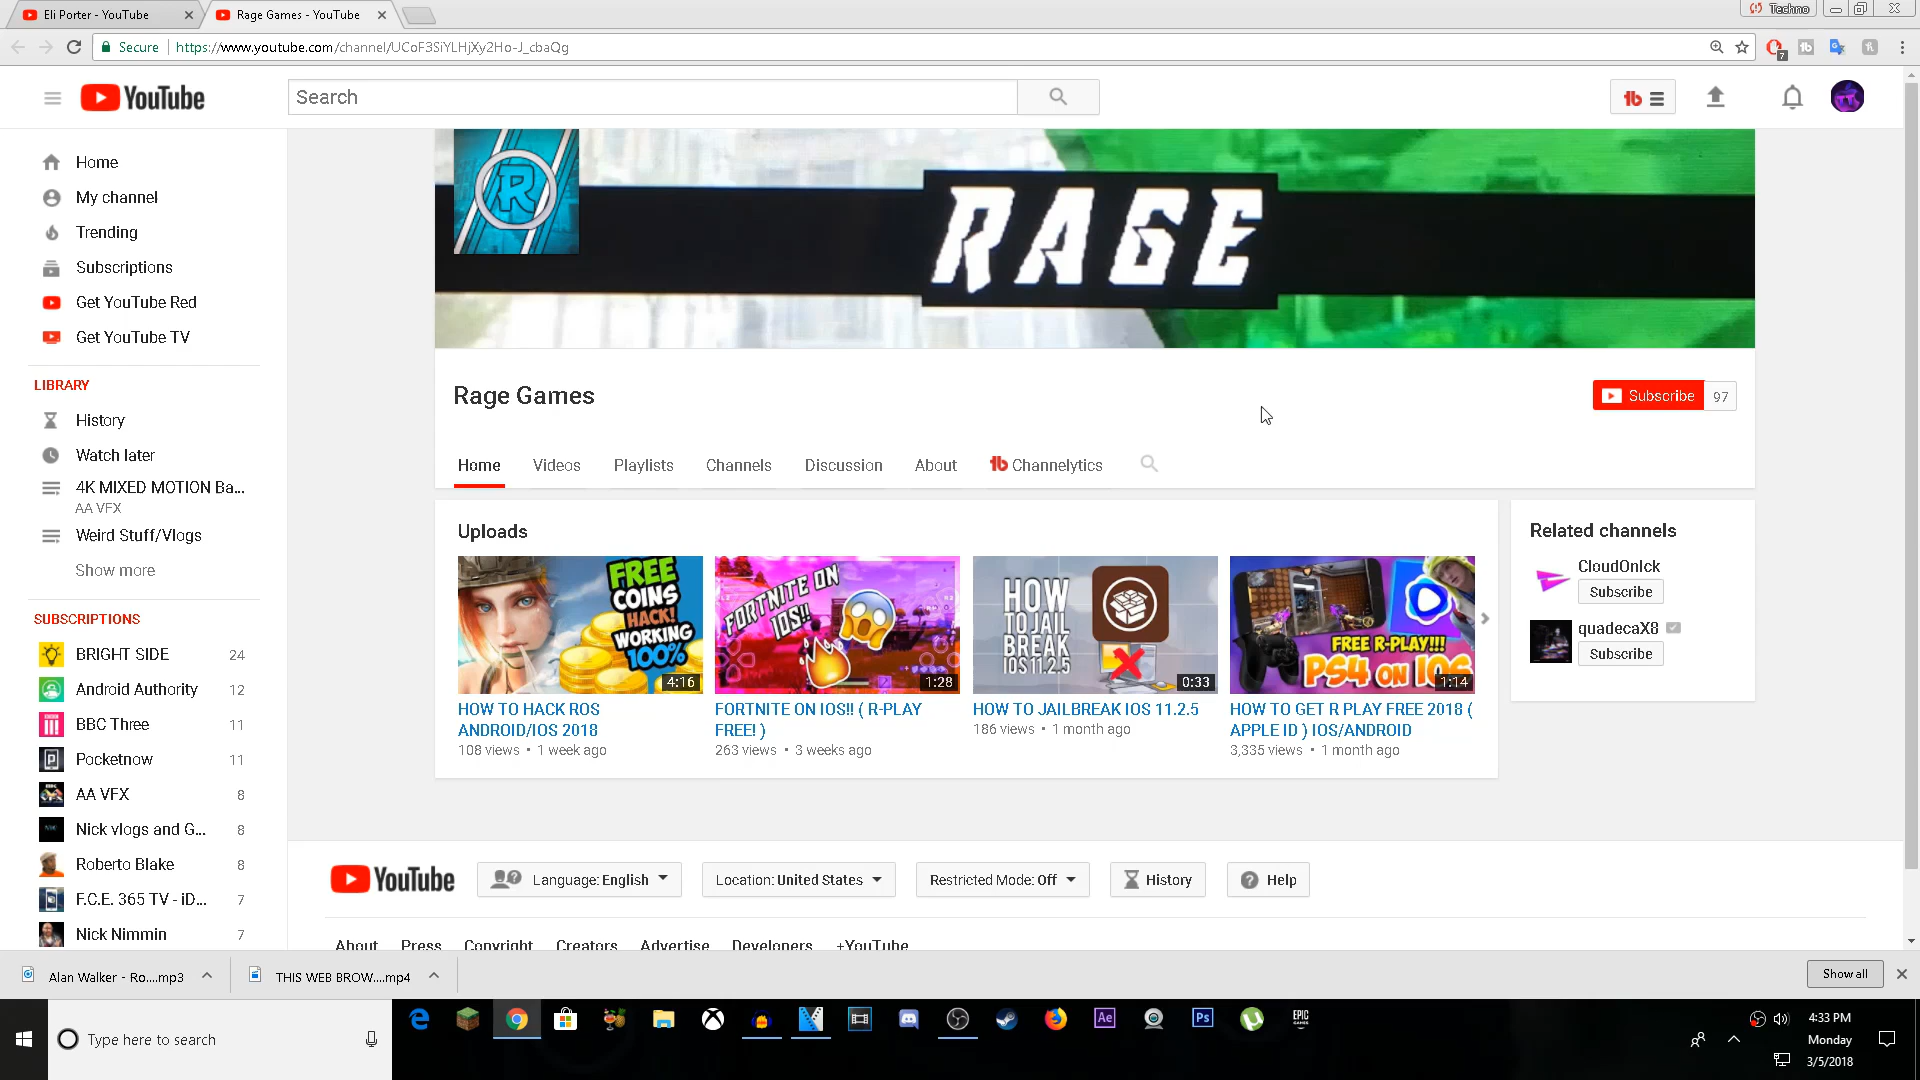 Eli Porter - YouTube
Rage Games - YouTube
Techno
Secure
https://www.youtube.com/channel/UCoF3SiYLHjXy2Ho-J_cbaQg
7
YouTube
Search
Home
My channel
Trending
Subscriptions
Get YouTube Red
Get YouTube TV
LIBRARY
History
Watch later
4K MIXED MOTION Ba...
AA VFX
Weird Stuff/Vlogs
Show more
SUBSCRIPTIONS
BRIGHT SIDE 24
Android Authority 12
BBC Three 11
Pocketnow 11
AA VFX 8
Nick vlogs and G... 8
Roberto Blake 8
F.C.E. 365 TV - iD... 7
Nick Nimmin 7
R
RAGE
Rage Games
Subscribe 97
Home Videos Playlists Channels Discussion About Channelytics
Uploads
FREE
COINS
HACK!
WORKING
100%
4:16
HOW TO HACK ROS
ANDROID/IOS 2018
108 views • 1 week ago
FORTNITE ON
IOS!!
1:28
FORTNITE ON IOS!! ( R-PLAY
FREE! )
263 views • 3 weeks ago
HOW
TO JAIL
BREAK
IOS 11.2.5
0:33
HOW TO JAILBREAK IOS 11.2.5
186 views • 1 month ago
FREE R-PLAY!!!
PS4 ON IOS
1:14
HOW TO GET R PLAY FREE 2018 (
APPLE ID ) IOS/ANDROID
3,335 views • 1 month ago
Related channels
CloudOnIck
Subscribe
quadecaX8
Subscribe
YouTube
Language: English
Location: United States
Restricted Mode: Off
History
Help
About Press Copyright Creators Advertise Developers +YouTube
Alan Walker - Ro....mp3
THIS WEB BROW....mp4
Show all
Type here to search
Ae
Ps
EPIC
GAMES
4:33 PM
Monday
3/5/2018